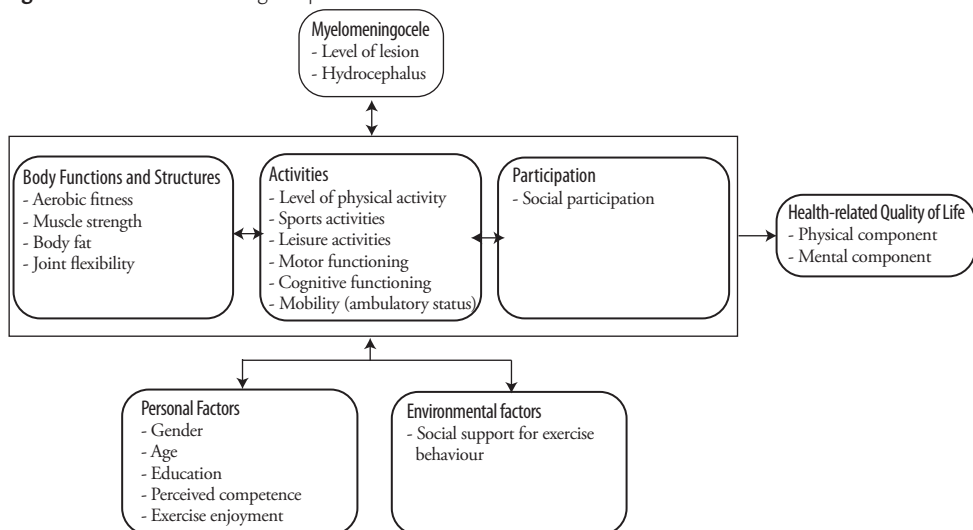 Myelomeningocele
- Level of lesion
- Hydrocephalus
Body Functions and Structures
- Aerobic fitness
- Muscle strength
- Body fat
- Joint flexibility
Activities
- Level of physical activity
- Sports activities
- Leisure activities
- Motor functioning
- Cognitive functioning
- Mobility (ambulatory status)
Participation
- Social participation
Health-related Quality of Life
- Physical component
- Mental component
Personal Factors
- Gender
- Age
- Education
- Perceived competence
- Exercise enjoyment
Environmental factors
- Social support for exercise
behaviour